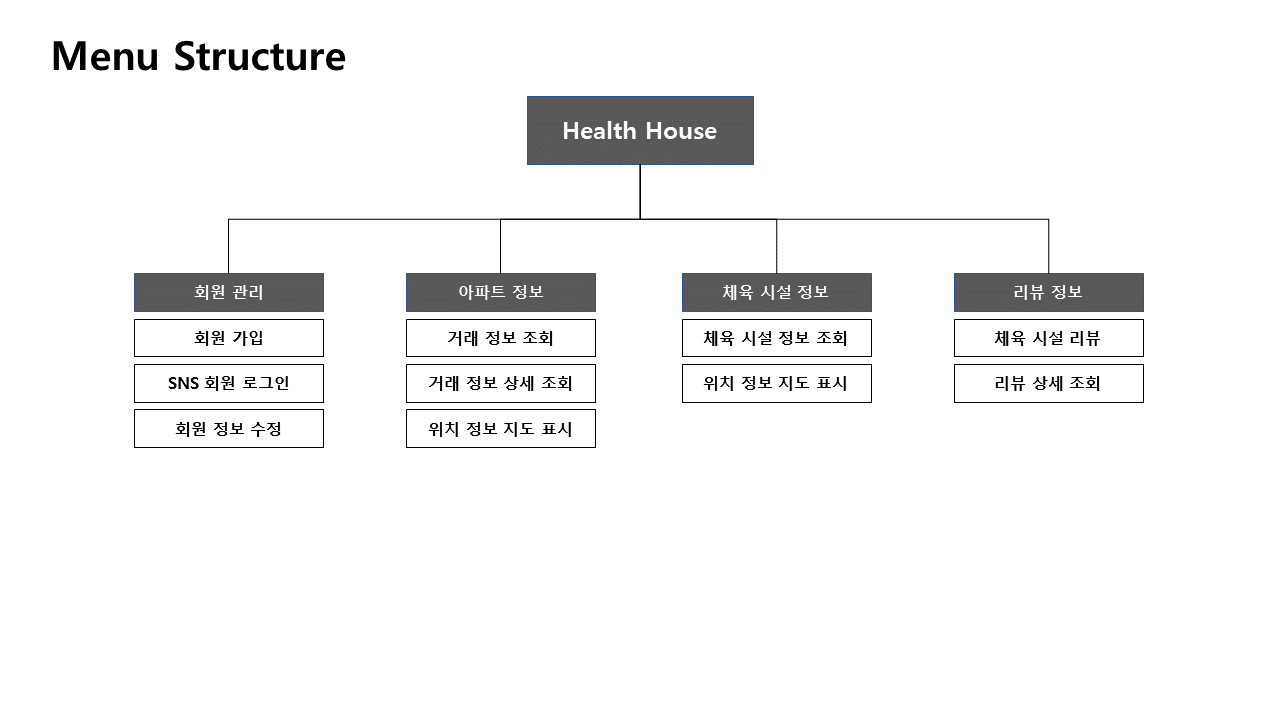 Menu Structure
Health House
회원 관리
회원 가입
SNS 회원 로그인
회원 정보 수정
아파트 정보
거래 정보 조회
거래 정보 상세 조회
위치 정보 지도 표시
체육 시설 정보
체육 시설 정보 조회
위치 정보 지도 표시
리뷰 정보
체육 시설 리뷰
리뷰 상세 조회